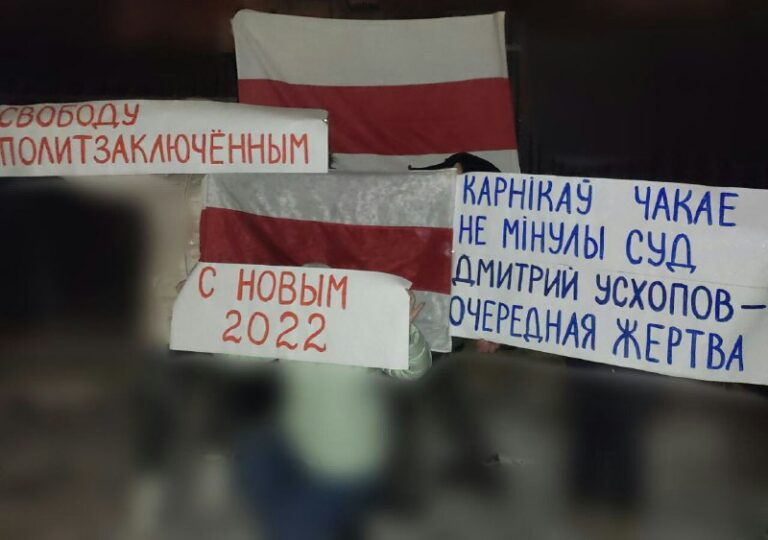 СВОБОДУ
ПОЛИТЗАКЛЮЧЁННЫМ
С НОВЫМ
2022
КАРНІКАЎ ЧАКАЕ
НЕ МІНУЛЫ СУД
ДМИТРИЙ УСХОПОВ—
ОЧЕРЕДНАЯ ЖЕРТВА